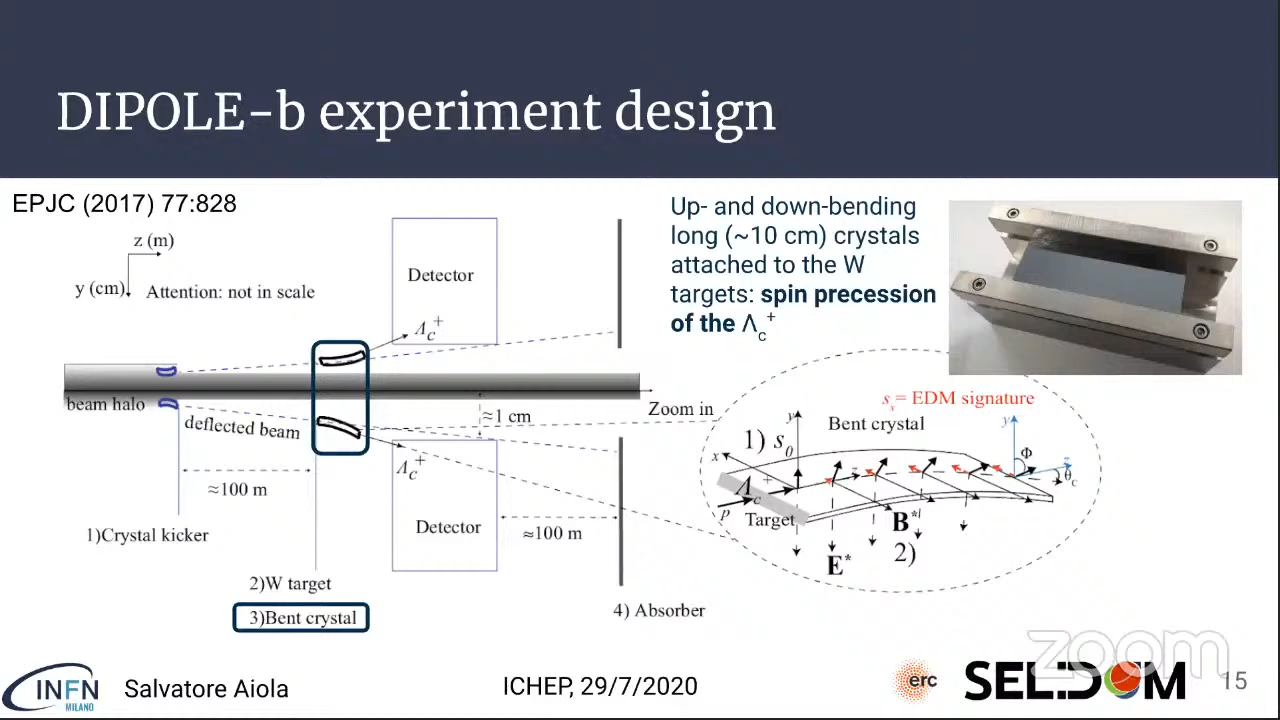 DIPOLE-b experiment design
EPJC (2017) 77:828
z (m)
y (cm)
Attention: not in scale
Detector
Λc+
beam halo
deflected beam
≈1 cm
Zoom in
Λc+
≈100 m
Detector
≈100 m
1)Crystal kicker
2)W target
3)Bent crystal
4) Absorber
Up- and down-bending
long (~10 cm) crystals
attached to the W
targets: spin precession
of the Λc+
sx= EDM signature
Bent crystal
y
1) s0
x
z
y
Φ
z
θC
Λc+
p
Target
B*
2)
E*
INFN
MILANO
Salvatore Aiola
ICHEP, 29/7/2020
erc
SELDOM
zoom
15